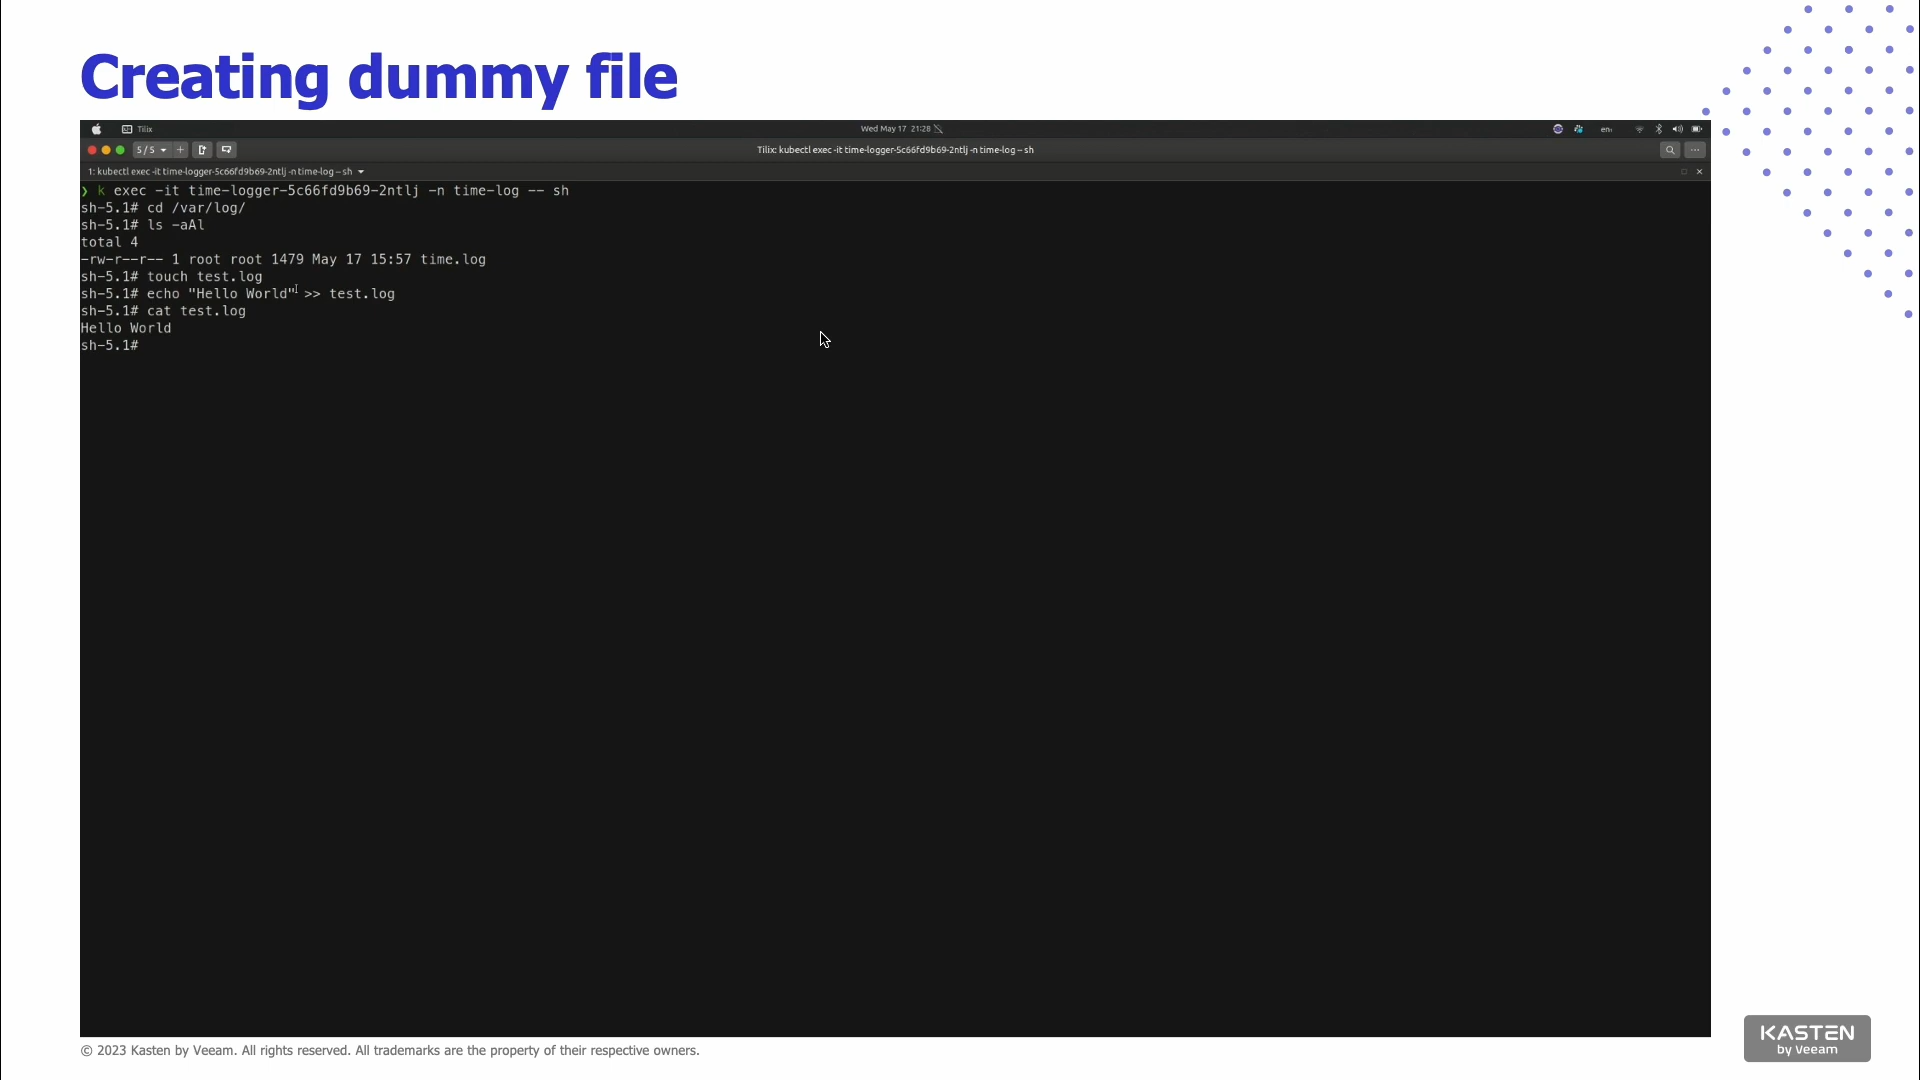 Creating dummy file
Tilix
Wed May 17 21:28
en₁
5 / 5
Tilix: kubectl exec -it time-logger-5c66fd9b69-2ntlj -n time-log -- sh
1: kubectl exec -it time-logger-5c66fd9b69-2ntlj -n time-log -- sh
❯ k exec -it time-logger-5c66fd9b69-2ntlj -n time-log -- sh
sh-5.1# cd /var/log/
sh-5.1# ls -aAl
total 4
-rw-r--r-- 1 root root 1479 May 17 15:57 time.log
sh-5.1# touch test.log
sh-5.1# echo "Hello World" >> test.log
sh-5.1# cat test.log
Hello World
sh-5.1#
© 2023 Kasten by Veeam. All rights reserved. All trademarks are the property of their respective owners.
KASTEN
by Veeam